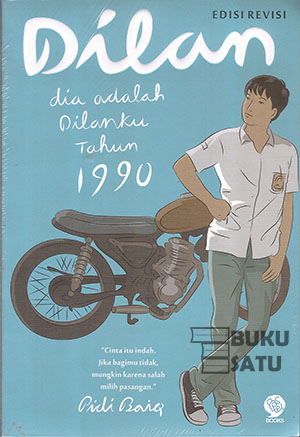 EDISI REVISI
Dilan
dia adalah
Dilanku
Tahun
1990
BUKU
SATU
"Cinta itu indah.
Jika bagimu tidak,
mungkin karena salah
milih pasangan."
Pidi Baiq
BOOKS